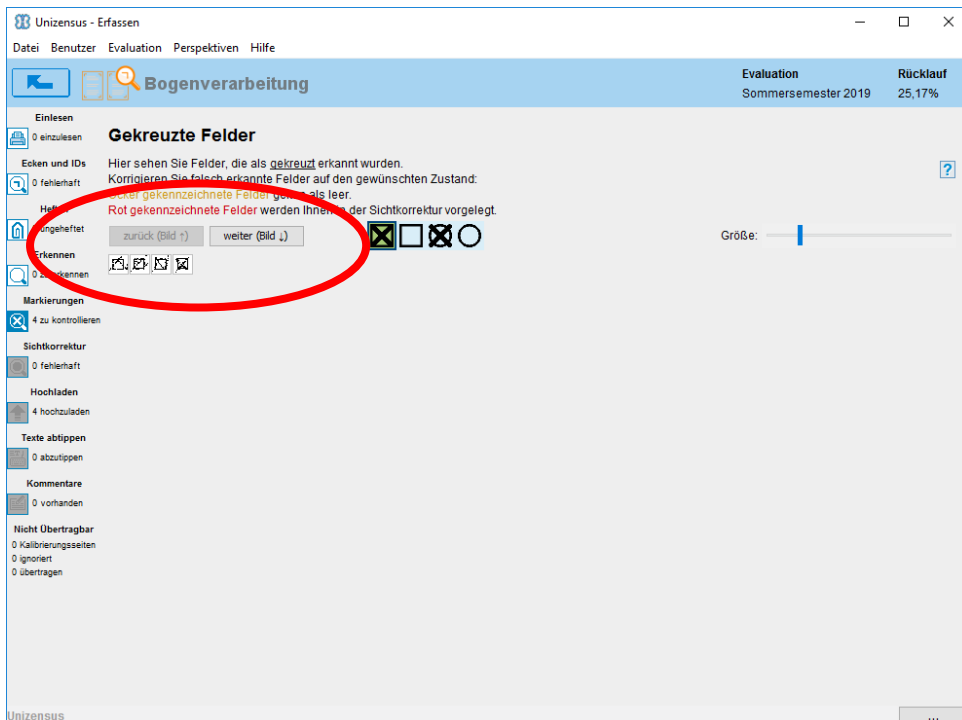 Unizensus - Erfassen
Datei Benutzer Evaluation Perspektiven Hilfe
Bogenverarbeitung
Evaluation
Sommersemester 2019
Rücklauf
25,17%
Einlesen
0 einzulesen
Ecken und IDs
0 fehlerhaft
ungeheftet
Erkennen
Markierungen
4 zu kontrollieren
Sichtkorrektur
0 fehlerhaft
Hochladen
4 hochzuladen
Texte abtippen
0 abzutippen
Kommentare
0 vorhanden
Nicht Übertragbar
0 Kalibrierungsseiten
0 ignoriert
0 übertragen
Gekreuzte Felder
Hier sehen Sie Felder, die als gekreuzt erkannt wurden.
Korrigieren Sie falsch erkannte Felder auf den gewünschten Zustand:
Ocker gekennzeichnete Felder gelten als leer.
Rot gekennzeichnete Felder werden Ihnen in der Sichtkorrektur vorgelegt.
zurück (Bild ↑) weiter (Bild ↓)
Größe:
?
Unizensus
...